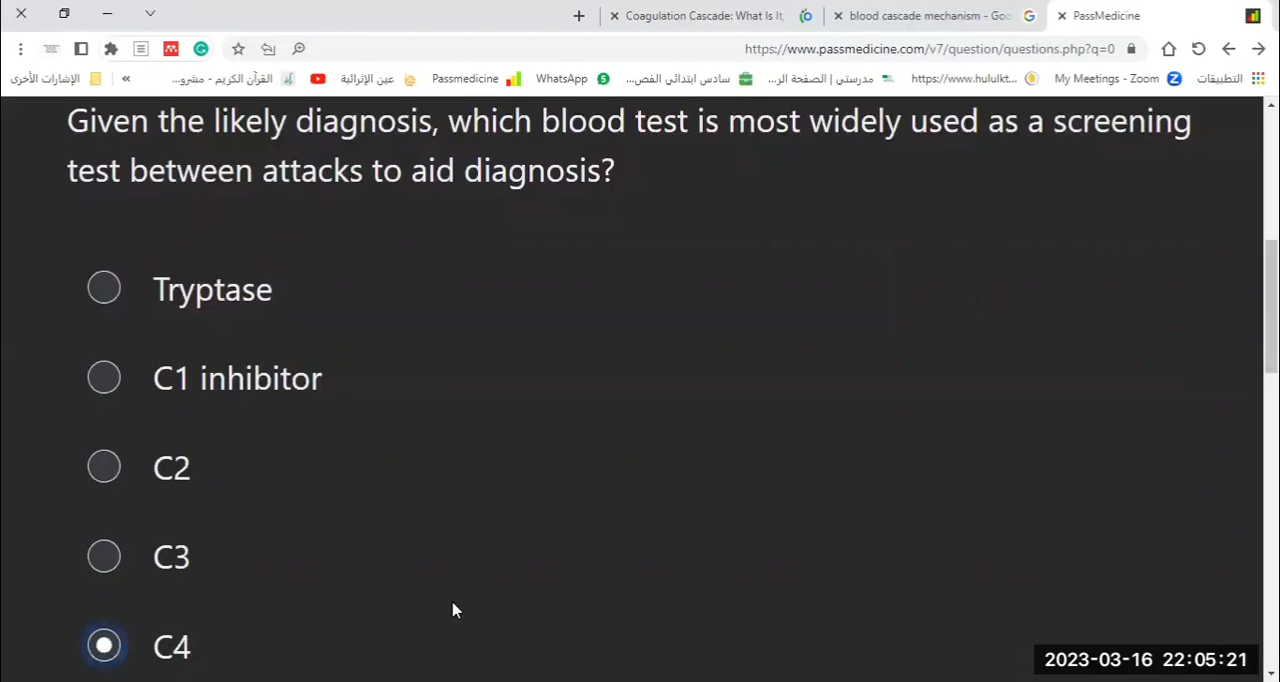 Coagulation Cascade: What Is It,
blood cascade mechanism - Goo
PassMedicine
https://www.passmedicine.com/v7/question/questions.php?q=0
الإشارات الأخرى
القرآن الكريم - مشرو...
عين الإثرائية
Passmedicine
WhatsApp
سادس ابتدائي الفص...
مدرستي | الصفحة الر...
https://www.hululkt...
My Meetings - Zoom
التطبيقات
Given the likely diagnosis, which blood test is most widely used as a screening
test between attacks to aid diagnosis?
Tryptase
C1 inhibitor
C2
C3
C4
2023-03-16 22:05:21